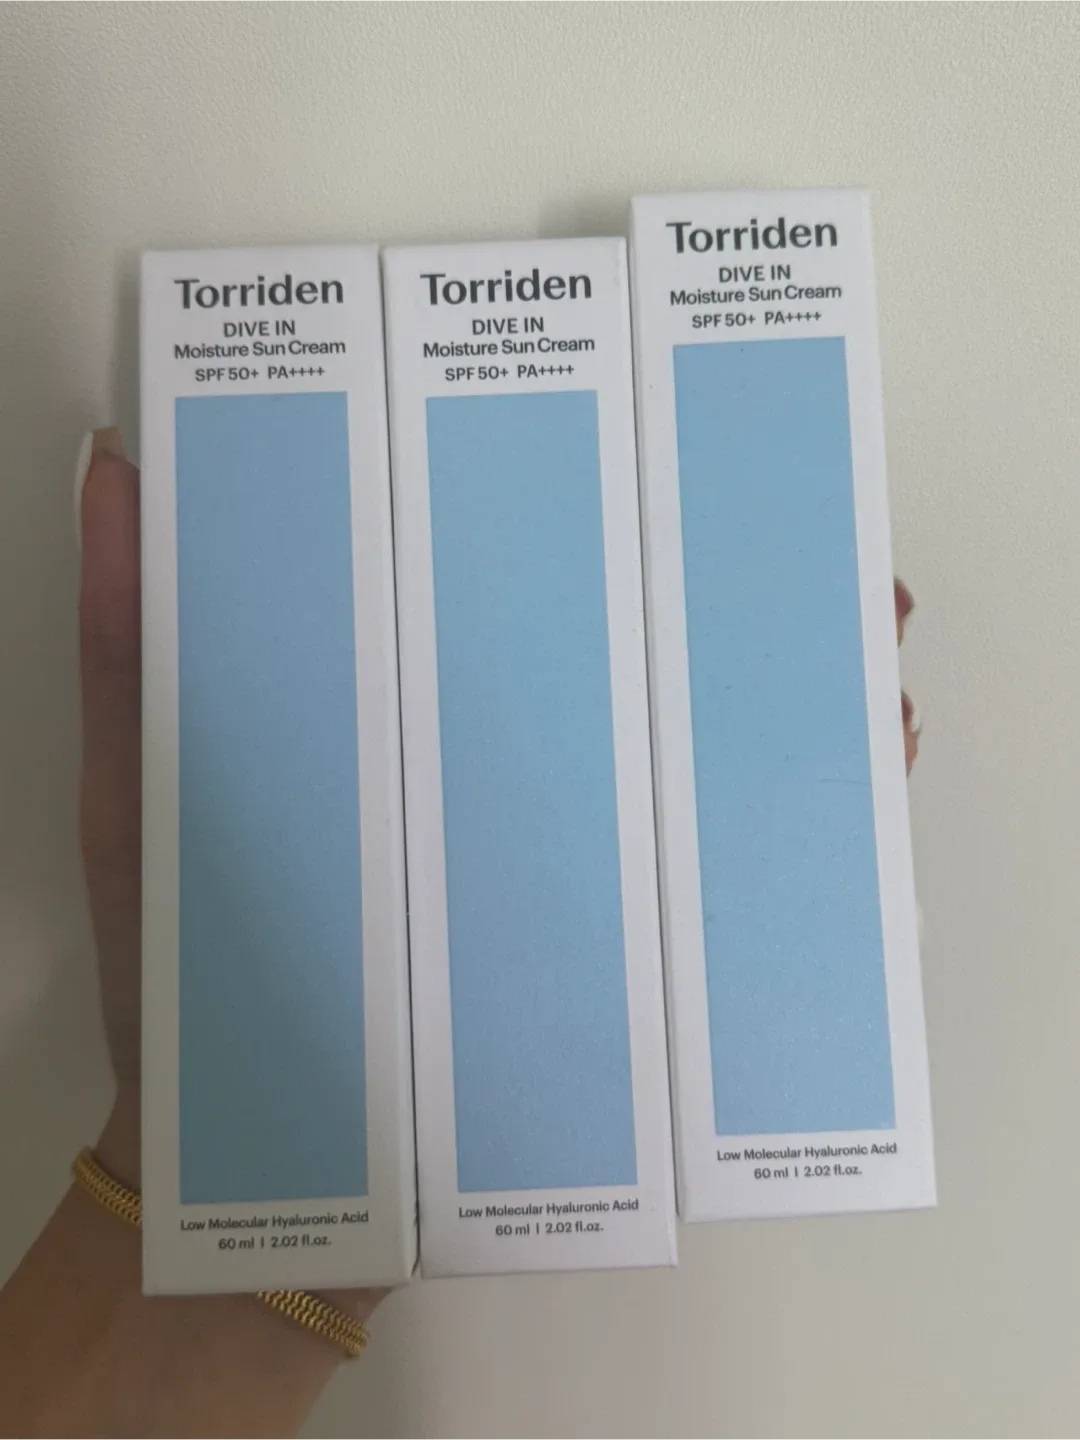 Torriden
DIVE IN
Moisture Sun Cream
SPF 50+ PA++++
Low Molecular Hyaluronic Acid
60 ml | 2.02 fl.oz.
Torriden
DIVE IN
Moisture Sun Cream
SPF 50+ PA++++
Low Molecular Hyaluronic Acid
60 ml | 2.02 fl.oz.
Torriden
DIVE IN
Moisture Sun Cream
SPF 50+ PA++++
Low Molecular Hyaluronic Acid
60 ml | 2.02 fl.oz.